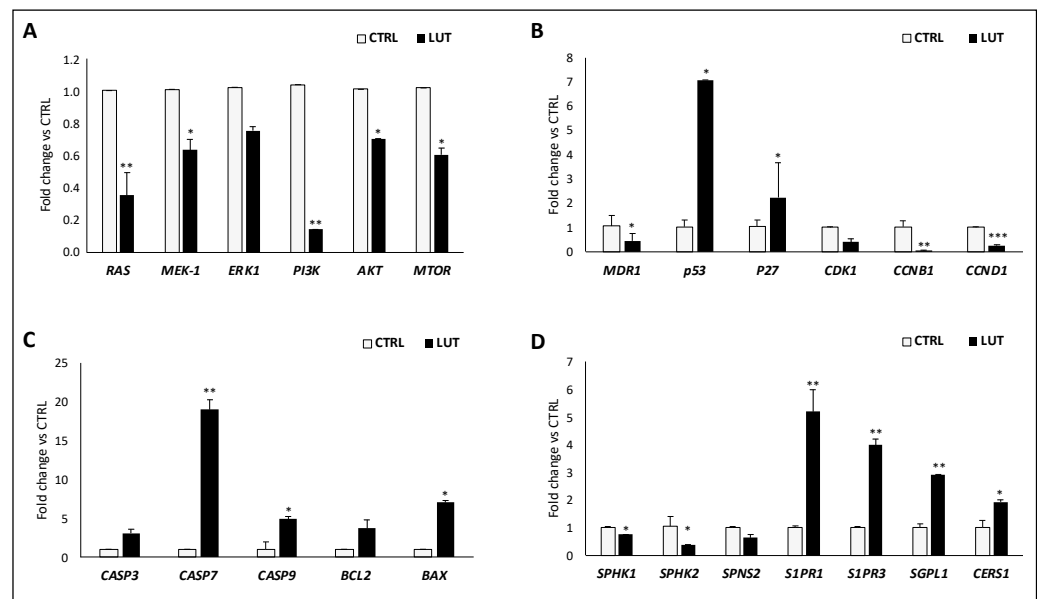 A
CTRL LUT
Fold change vs CTRL
1.2
1.0
0.8
0.6
0.4
0.2
0.0
** * ** * *
RAS MEK-1 ERK1 PI3K AKT MTOR
B
CTRL LUT
Fold change vs CTRL
8
7
6
5
4
3
2
1
0
* * * ** ***
MDR1 p53 P27 CDK1 CCNB1 CCND1
C
CTRL LUT
Fold change vs CTRL
25
20
15
10
5
0
** * *
CASP3 CASP7 CASP9 BCL2 BAX
D
CTRL LUT
Fold change vs CTRL
7
6
5
4
3
2
1
0
* * ** ** ** *
SPHK1 SPHK2 SPNS2 S1PR1 S1PR3 SGPL1 CERS1